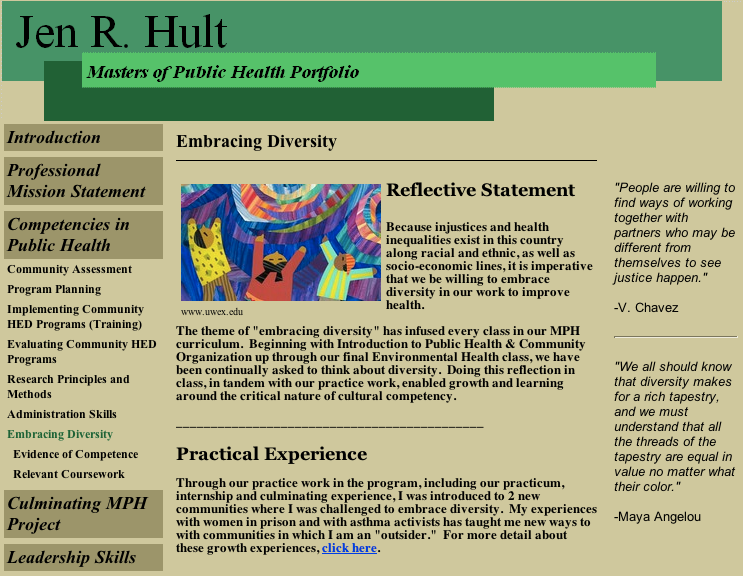 Jen R. Hult
Masters of Public Health Portfolio
Introduction
Professional
Mission Statement
Competencies in
Public Health
Community Assessment
Program Planning
Implementing Community
HED Programs (Training)
Evaluating Community HED
Programs
Research Principles and
Methods
Administration Skills
Embracing Diversity
Evidence of Competence
Relevant Coursework
Culminating MPH
Project
Leadership Skills
Embracing Diversity
www.uwex.edu
Reflective Statement
Because injustices and health
inequalities exist in this country
along racial and ethnic, as well as
socio-economic lines, it is imperative
that we be willing to embrace
diversity in our work to improve
health.
The theme of "embracing diversity" has infused every class in our MPH
curriculum. Beginning with Introduction to Public Health & Community
Organization up through our final Environmental Health class, we have
been continually asked to think about diversity. Doing this reflection in
class, in tandem with our practice work, enabled growth and learning
around the critical nature of cultural competency.
Practical Experience
Through our practice work in the program, including our practicum,
internship and culminating experience, I was introduced to 2 new
communities where I was challenged to embrace diversity. My experiences
with women in prison and with asthma activists has taught me new ways to
with communities in which I am an "outsider." For more detail about
these growth experiences, click here.
"People are willing to
find ways of working
together with
partners who may be
different from
themselves to see
justice happen."
-V. Chavez
"We all should know
that diversity makes
for a rich tapestry,
and we must
understand that all
the threads of the
tapestry are equal in
value no matter what
their color."
-Maya Angelou